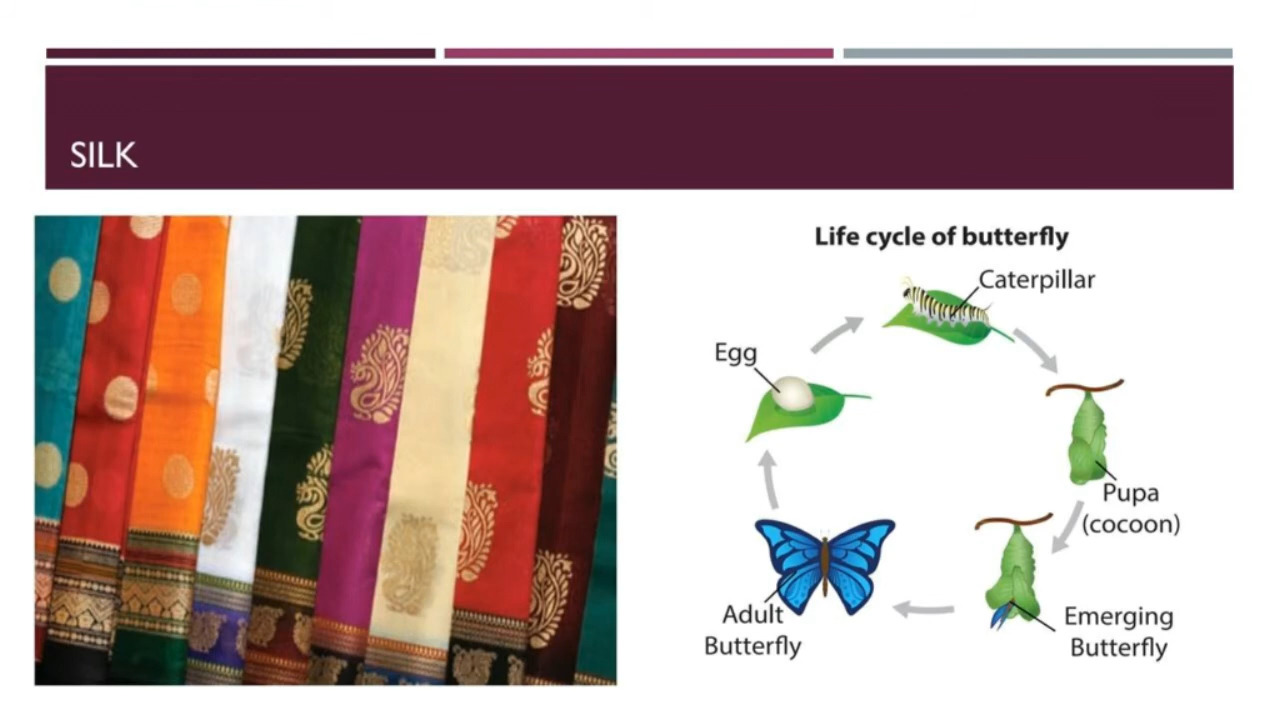 SILK
Life cycle of butterfly
Caterpillar
Egg
Pupa
(cocoon)
Emerging
Butterfly
Adult
Butterfly